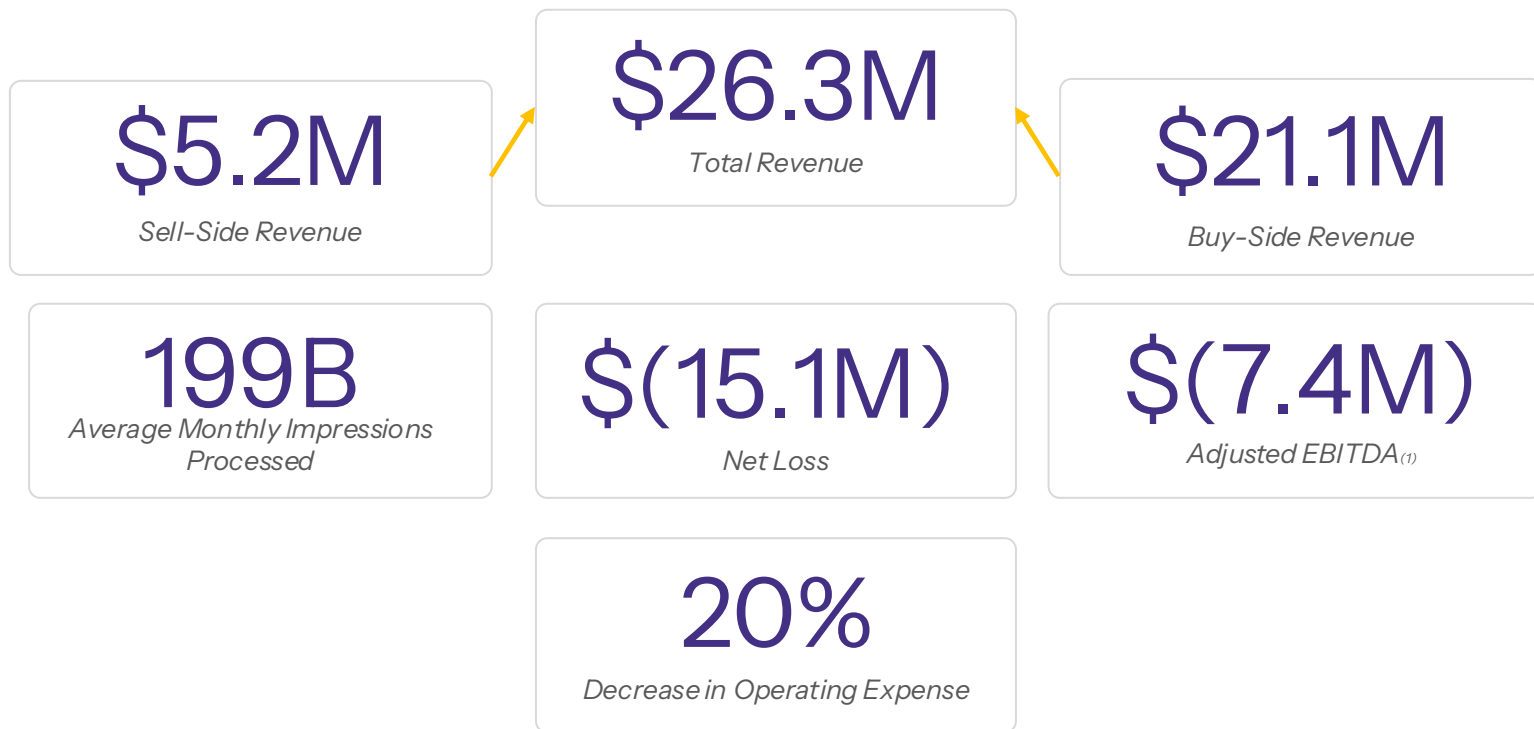 $5.2M
Sell-Side Revenue
$26.3M
Total Revenue
$21.1M
Buy-Side Revenue
199B
Average Monthly Impressions
Processed
$(15.1M)
Net Loss
$(7.4M)
Adjusted EBITDA(1)
20%
Decrease in Operating Expense